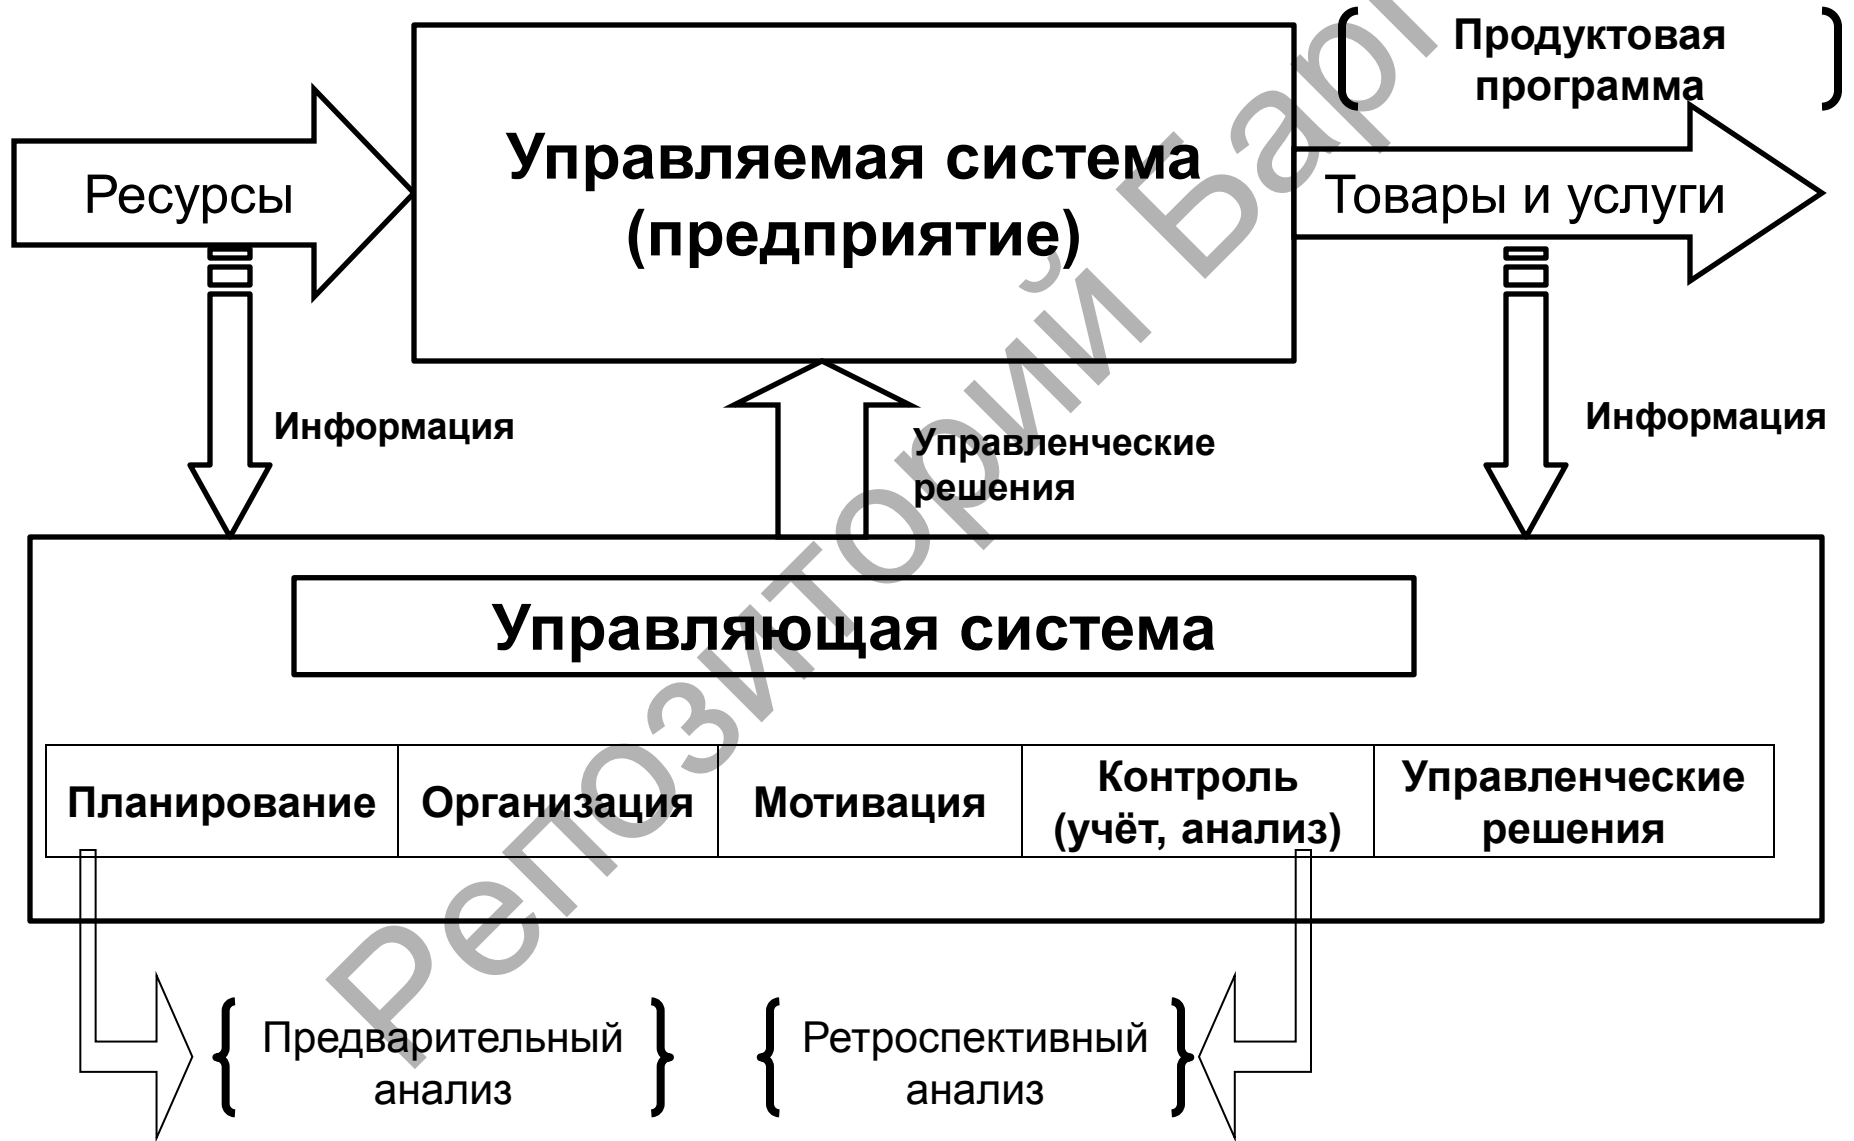 Продуктовая
программа
Ресурсы
Управляемая система
(предприятие)
Товары и услуги
Информация
Управленческие
решения
Информация
Управляющая система
Планирование
Организация
Мотивация
Контроль
(учёт, анализ)
Управленческие
решения
Предварительный
анализ
Ретроспективный
анализ
Репозиторий